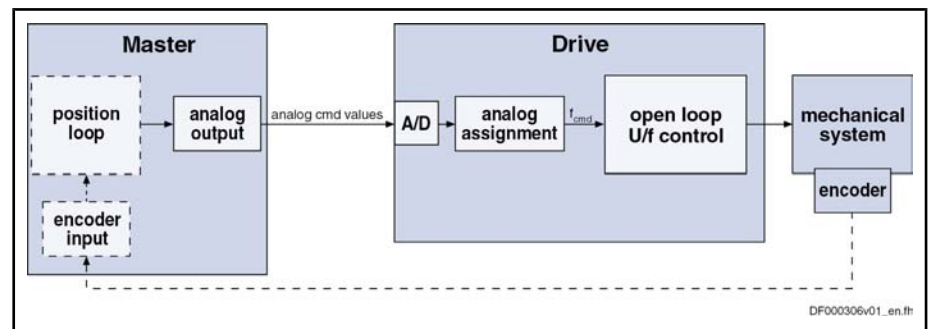 Master
Drive
position
loop
analog
output
analog cmd values
A/D
analog
assignment
fcmd
open loop
U/f control
mechanical
system
encoder
encoder
input
DF000306v01_en.fh